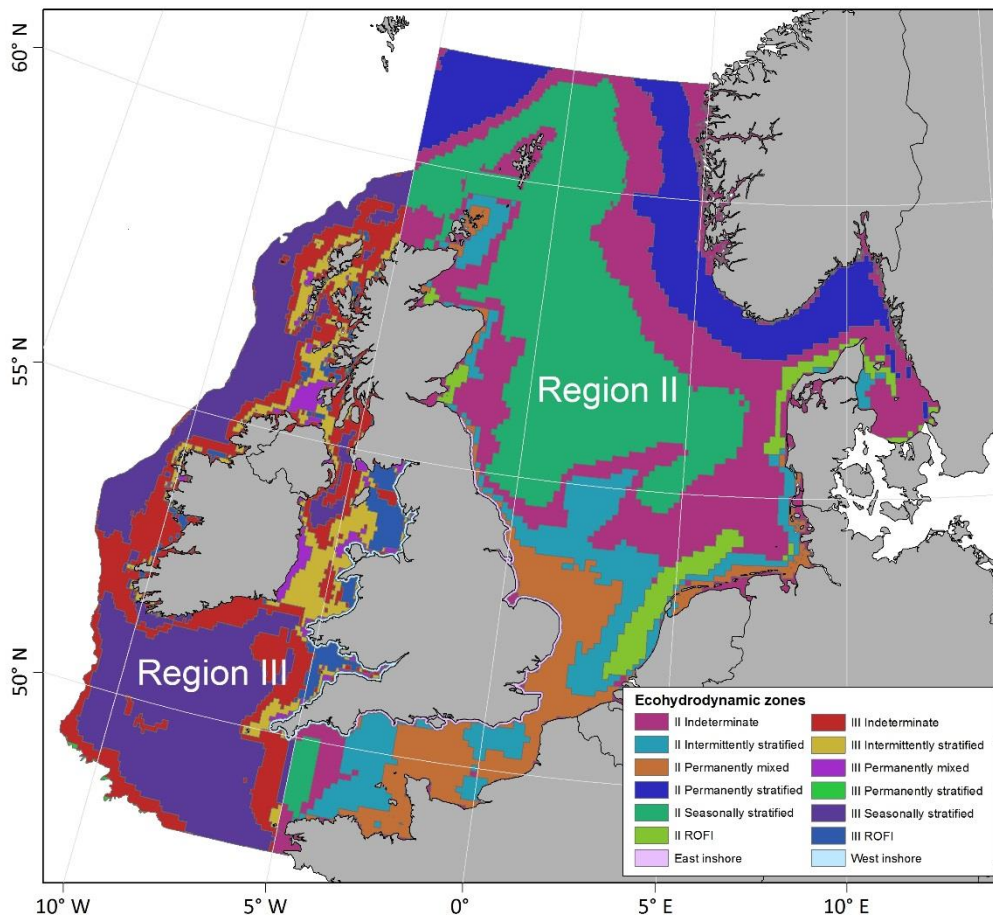 60° N
55° N
50° N
Region II
Region III
Ecohydrodynamic zones
II Indeterminate
III Indeterminate
II Intermittently stratified
III Intermittently stratified
II Permanently mixed
III Permanently mixed
II Permanently stratified
III Permanently stratified
II Seasonally stratified
III Seasonally stratified
II ROFI
III ROFI
East inshore
West inshore
10° W
5° W
0°
5° E
10° E